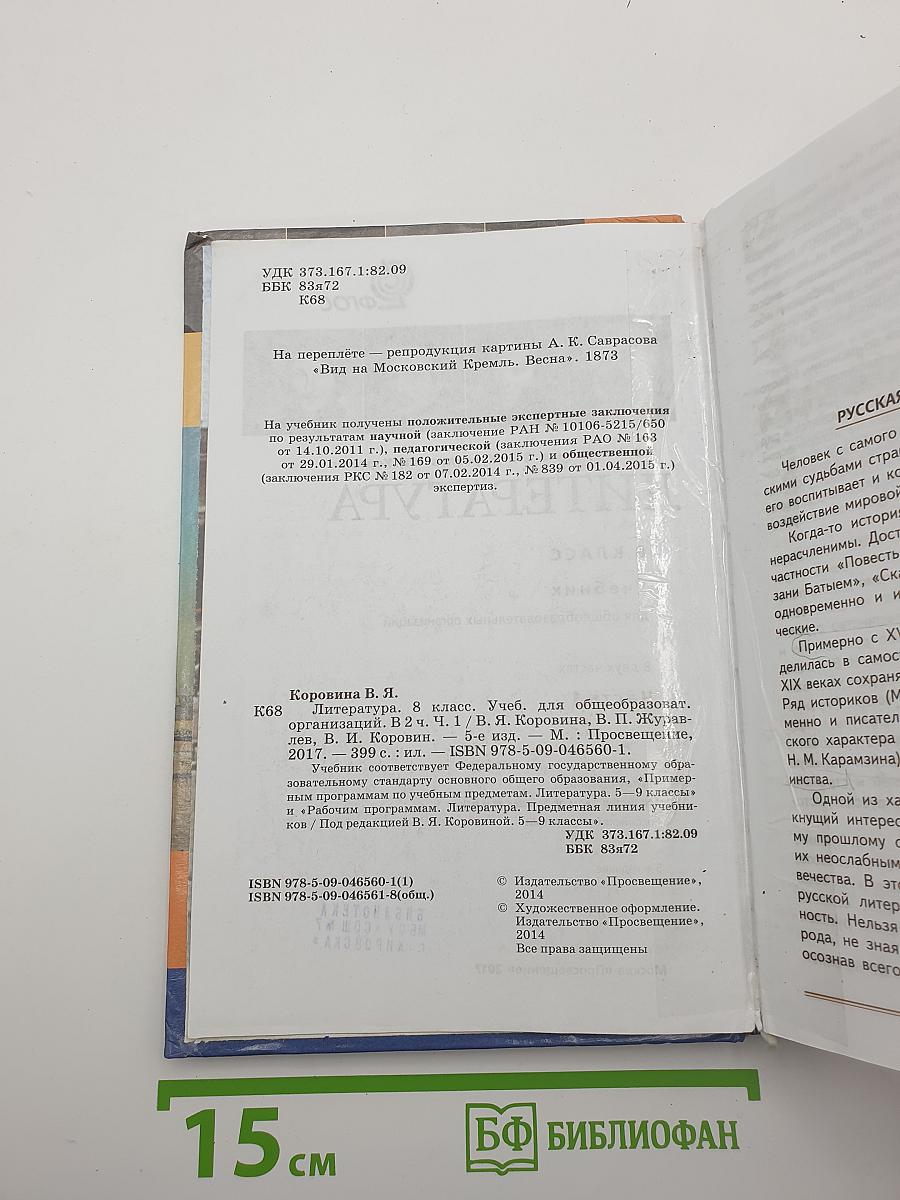 УДК 373.167.1:82.09
ББК 83я72
К68
На переплёте — репродукция картины А. К. Саврасова
«Вид на Московский Кремль. Весна». 1873
На учебник получены положительные экспертные заключения
по результатам научной (заключение РАН № 10106-5215/650
от 14.10.2011 г.), педагогической (заключения РАО № 163
от 29.01.2014 г., № 169 от 05.02.2015 г.) и общественной
(заключения РКС № 182 от 07.02.2014 г., № 839 от 01.04.2015 г.)
экспертиз.
Коровина В. Я.
К68 Литература. 8 класс. Учеб. для общеобразоват.
организаций. В 2 ч. Ч. 1 / В. Я. Коровина, В. П. Журав-
лев, В. И. Коровин. — 5-е изд. — М. : Просвещение,
2017. — 399 с. : ил. — ISBN 978-5-09-046560-1.
Учебник соответствует Федеральному государственному обра-
зовательному стандарту основного общего образования, «Пример-
ным программам по учебным предметам. Литература. 5—9 классы»
и «Рабочим программам. Литература. Предметная линия учебни-
ков / Под редакцией В. Я. Коровиной. 5—9 классы».
УДК 373.167.1:82.09
ББК 83я72
ISBN 978-5-09-046560-1(1)
ISBN 978-5-09-046561-8(общ.)
© Издательство «Просвещение»,
2014
© Художественное оформление.
Издательство «Просвещение»,
2014
Все права защищены
РУССКАЯ
Человек с самого
скими судьбами стра
его воспитывает и ко
воздействие мировой
Когда-то истори
нерасчленимы. Дост
частности «Повесть
зани Батыем», «Ска
одновременно и и
ческие.
Примерно с XV
делилась в самост
XIX веках сохраня
Ряд историков (М
менно и писател
ского характера
Н. М. Карамзина)
инства.
Одной из ха
кнущий интерес
му прошлому с
их неослабным
вечества. В это
русской литер
ность. Нельзя
рода, не зная
осознав всего
15 см
БФ БИБЛИОФАН